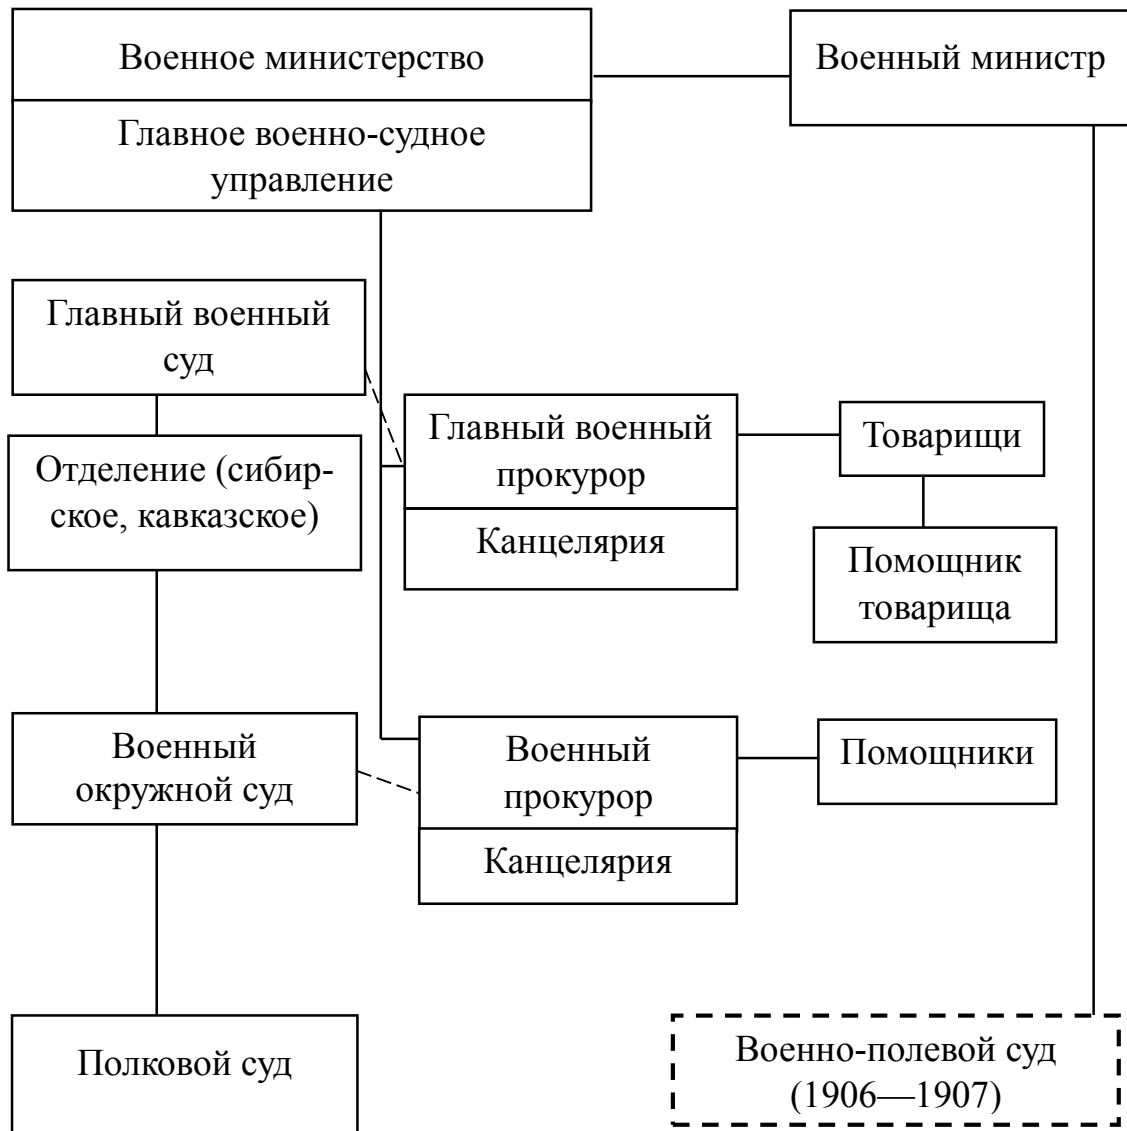 Военное министерство
Военный министр
Главное военно-судное
управление
Главный военный
суд
Главный военный
прокурор
Товарищи
Отделение (сибир-
ское, кавказское)
Канцелярия
Помощник
товарища
Военный
окружной суд
Военный
прокурор
Помощники
Канцелярия
Полковой суд
Военно-полевой суд
(1906—1907)